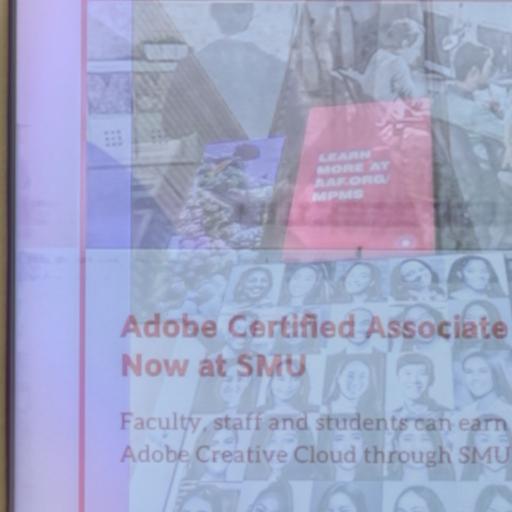 LEARN
MORE AT
AAF.ORG/
MPMS
Adobe Certified Associate
Now at SMU
Faculty, staff and students can earn
Adobe Creative Cloud through SMU